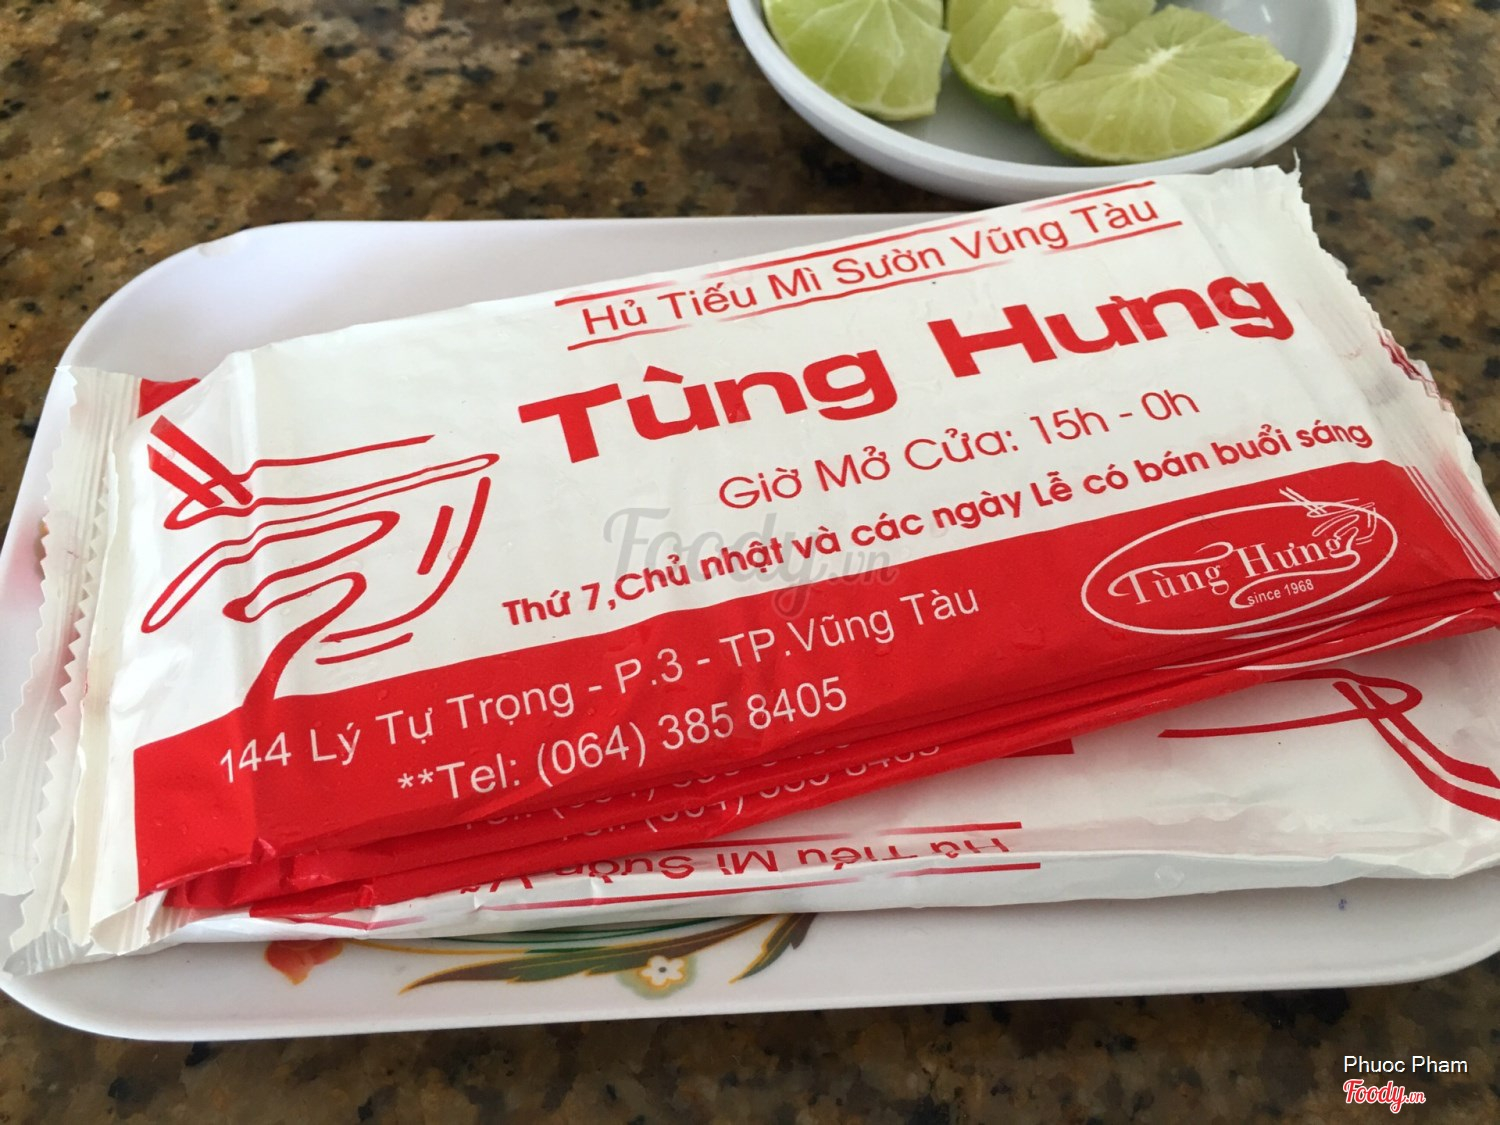 Hủ Tiếu Mì Sườn Vũng Tàu
Tùng Hưng
Giờ Mở Cửa: 15h - 0h
Thứ 7,Chủ nhật và các ngày Lễ có bán buổi sáng
Tùng Hưng
since 1968
144 Lý Tự Trọng - P.3 - TP.Vũng Tàu
**Tel: (064) 385 8405
Hủ Tiếu Mì Sườn
Foody.vn
Phuoc Pham
Foody.vn